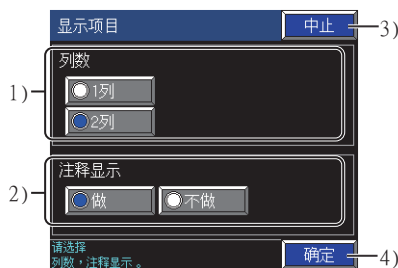 显示项目 中止 3)
列数
1) 1列
2列
注释显示
2) 做 不做
请选择
列数，注释显示。 确定 4)